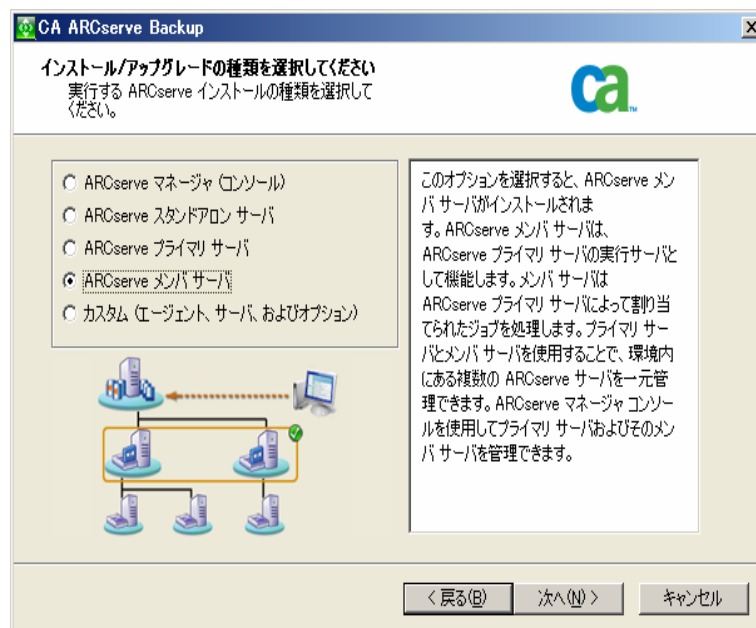 CA ARCserve Backup
インストール/アップグレードの種類を選択してください
実行する ARCserve インストールの種類を選択して
ください。
ca
ARCserve マネージャ (コンソール)
ARCserve スタンドアロン サーバ
ARCserve プライマリ サーバ
ARCserve メンバ サーバ
カスタム (エージェント、サーバ、およびオプション)
このオプションを選択すると、ARCserve メン
バ サーバがインストールされま
す。ARCserve メンバ サーバは、
ARCserve プライマリ サーバの実行サーバと
して機能します。メンバ サーバは
ARCserve プライマリ サーバによって割り当
てられたジョブを処理します。プライマリ サー
バとメンバ サーバを使用することで、環境内
にある複数の ARCserve サーバを一元管
理できます。ARCserve マネージャ コンソー
ルを使用してプライマリ サーバおよびそのメン
バ サーバを管理できます。
< 戻る(B)
次へ(N) >
キャンセル